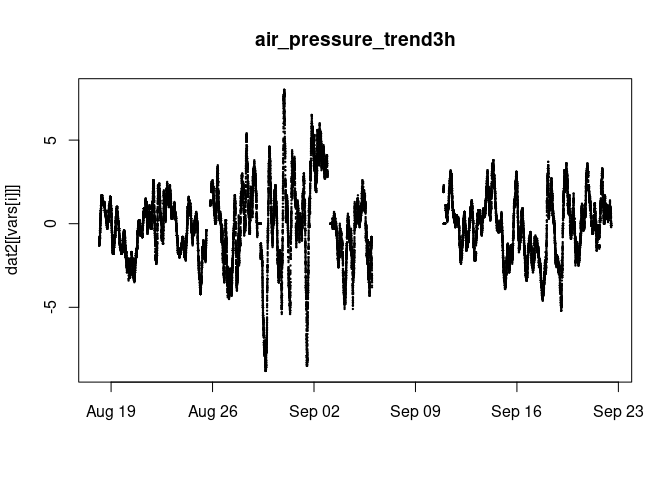 air_pressure_trend3h
dat2[[vars[i]]]
5
0
-5
Aug 19 Aug 26 Sep 02 Sep 09 Sep 16 Sep 23